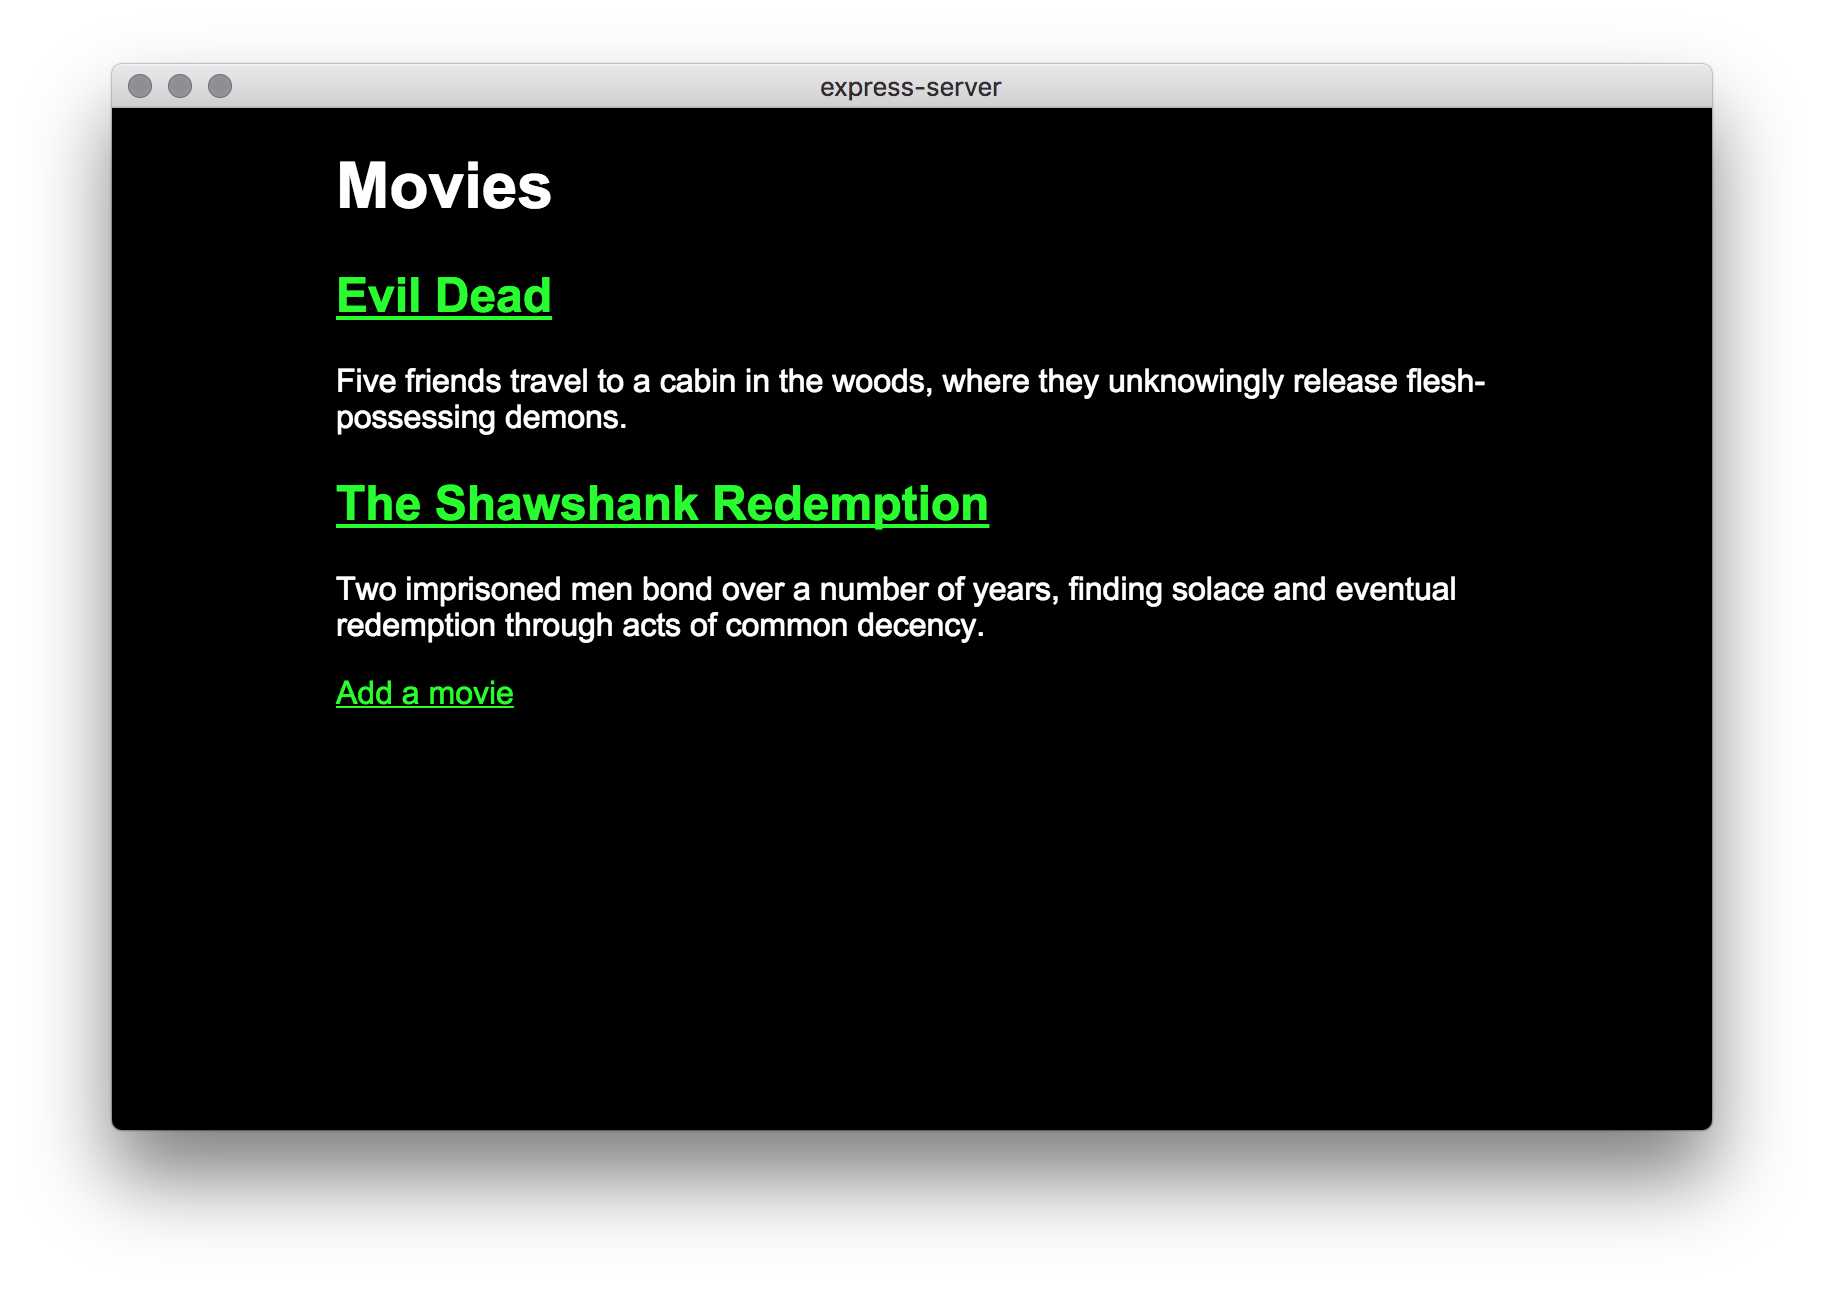 express-server
Movies
Evil Dead
Five friends travel to a cabin in the woods, where they unknowingly release flesh-
possessing demons.
The Shawshank Redemption
Two imprisoned men bond over a number of years, finding solace and eventual
redemption through acts of common decency.
Add a movie